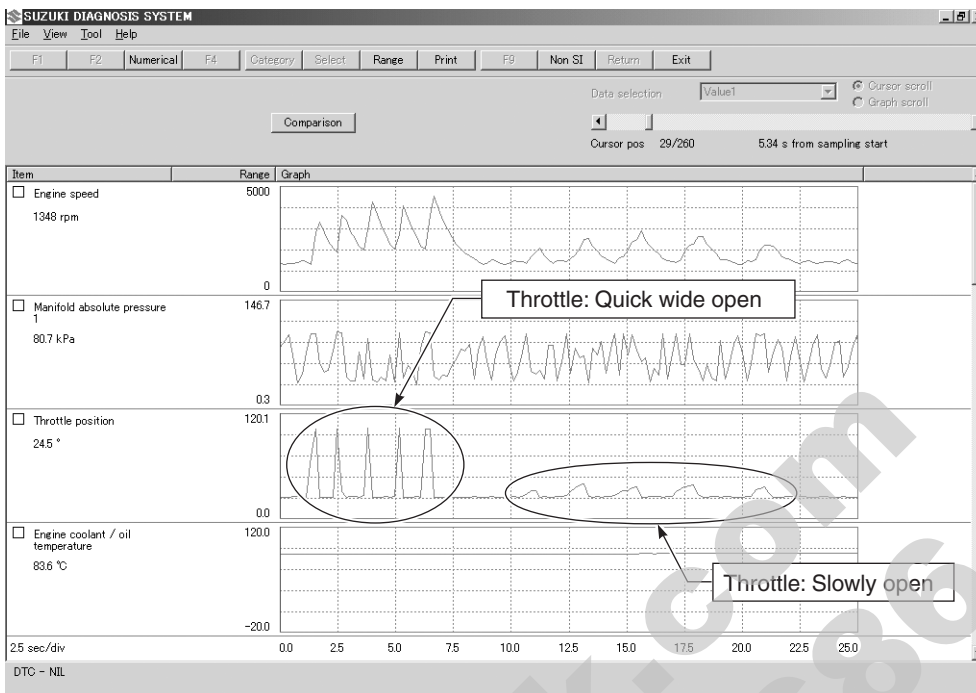 SUZUKI DIAGNOSIS SYSTEM
File View Tool Help
F1 F2 Numerical F4 Category Select Range Print F9 Non SI Return Exit
Data selection Value1 Cursor scroll
Graph scroll
Comparison
Cursor pos 29/260 5.34 s from sampling start
Item Range Graph
Engine speed 5000
1348 rpm
0
Throttle: Quick wide open
Manifold absolute pressure 146.7
1
80.7 kPa
0.3
Throttle position 120.1
24.5 °
0.0
Engine coolant / oil 120.0
temperature
83.6 °C
Throttle: Slowly open
-20.0
2.5 sec/div 0.0 2.5 5.0 7.5 10.0 12.5 15.0 17.5 20.0 22.5 25.0
DTC - NIL